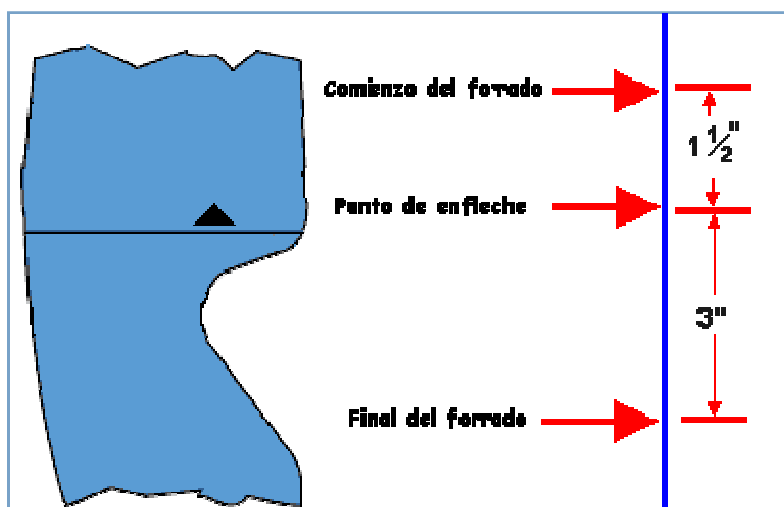 Comienzo del forrado
1 ½"
Punto de enfleche
3"
Final del forrado